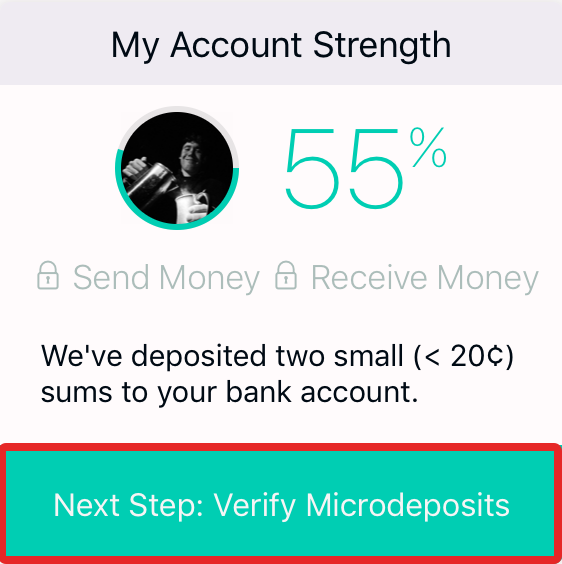 My Account Strength
55%
Send Money Receive Money
We've deposited two small (< 20¢)
sums to your bank account.
Next Step: Verify Microdeposits